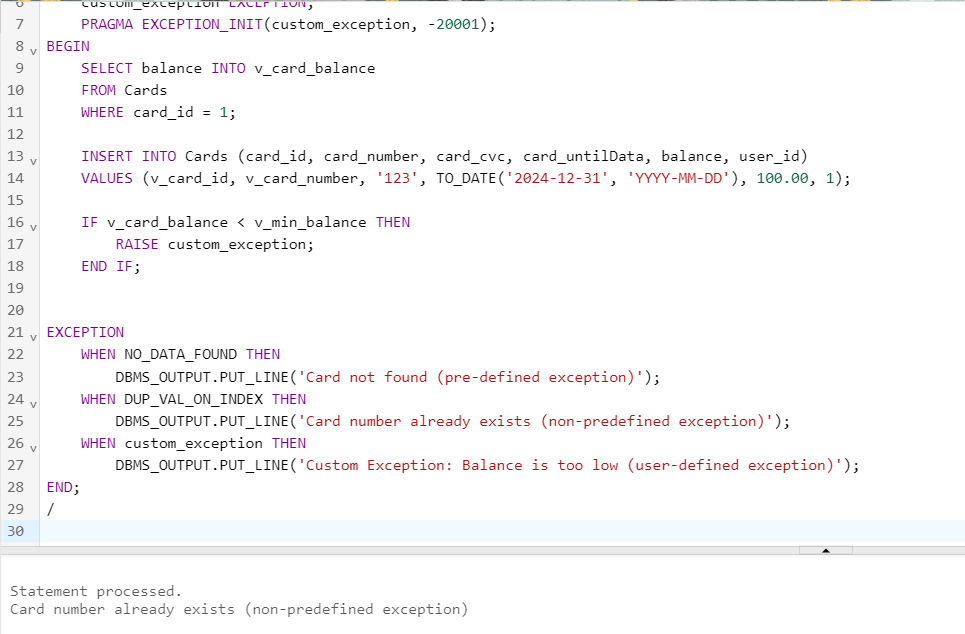 6 custom_exception EXCEPTION;
7 PRAGMA EXCEPTION_INIT(custom_exception, -20001);
8 BEGIN
9 SELECT balance INTO v_card_balance
10 FROM Cards
11 WHERE card_id = 1;
12
13 INSERT INTO Cards (card_id, card_number, card_cvc, card_untilData, balance, user_id)
14 VALUES (v_card_id, v_card_number, '123', TO_DATE('2024-12-31', 'YYYY-MM-DD'), 100.00, 1);
15
16 IF v_card_balance < v_min_balance THEN
17 RAISE custom_exception;
18 END IF;
19
20
21 EXCEPTION
22 WHEN NO_DATA_FOUND THEN
23 DBMS_OUTPUT.PUT_LINE('Card not found (pre-defined exception)');
24 WHEN DUP_VAL_ON_INDEX THEN
25 DBMS_OUTPUT.PUT_LINE('Card number already exists (non-predefined exception)');
26 WHEN custom_exception THEN
27 DBMS_OUTPUT.PUT_LINE('Custom Exception: Balance is too low (user-defined exception)');
28 END;
29 /
30
Statement processed.
Card number already exists (non-predefined exception)